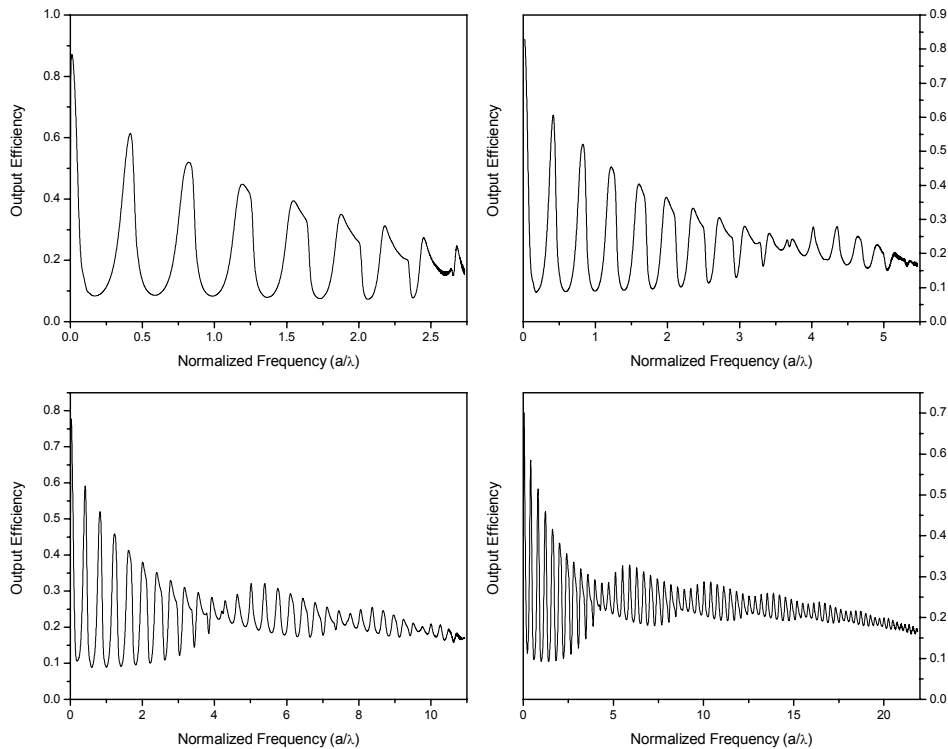 1.0
0.8
0.6
0.4
0.2
0.0
Output Efficiency
0.0 0.5 1.0 1.5 2.0 2.5
Normalized Frequency (a/λ)
0.9
0.8
0.7
0.6
0.5
0.4
0.3
0.2
0.1
0.0
Output Efficiency
0 1 2 3 4 5
Normalized Frequency (a/λ)
0.8
0.7
0.6
0.5
0.4
0.3
0.2
0.1
0.0
Output Efficiency
0 2 4 6 8 10
Normalized Frequency (a/λ)
0.7
0.6
0.5
0.4
0.3
0.2
0.1
0.0
Output Efficiency
0 5 10 15 20
Normalized Frequency (a/λ)